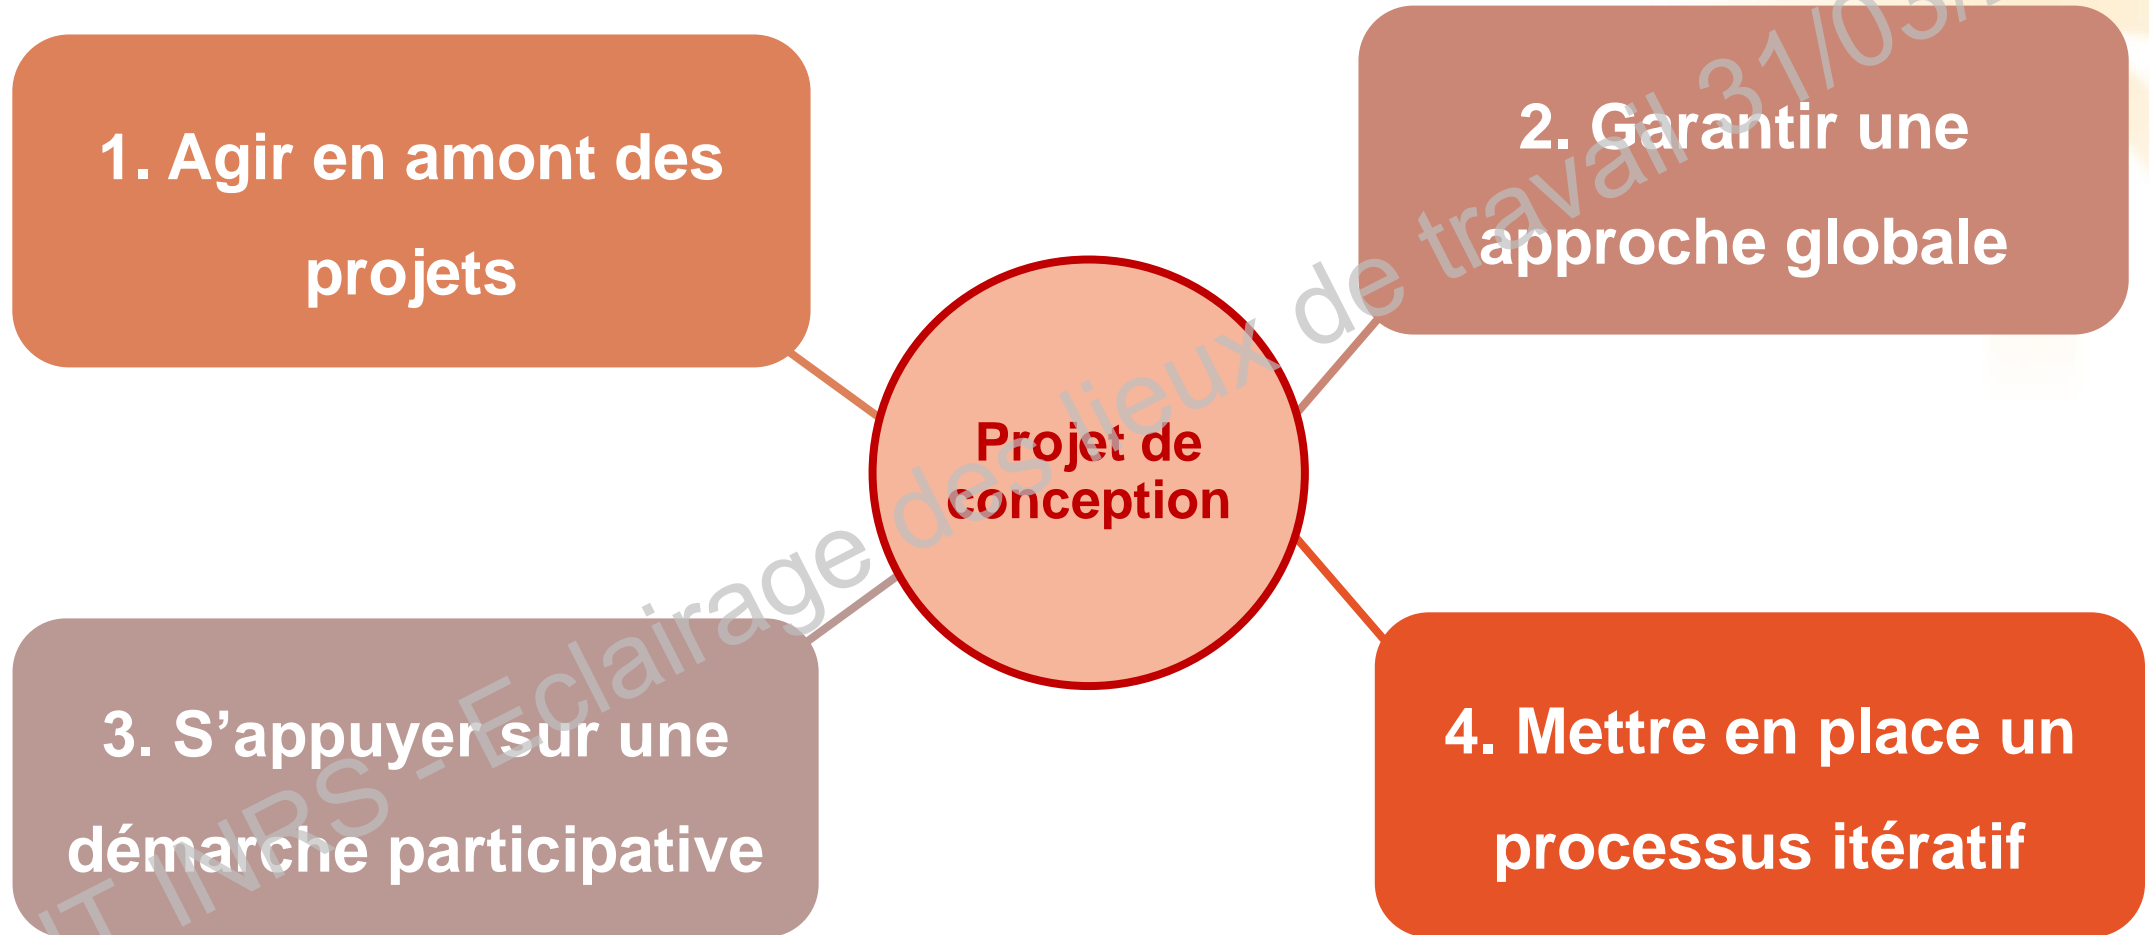 1. Agir en amont des
projets
2. Garantir une
approche globale
Projet de
conception
3. S’appuyer sur une
démarche participative
4. Mettre en place un
processus itératif
INRS - Eclairage des lieux de travail 31/03/